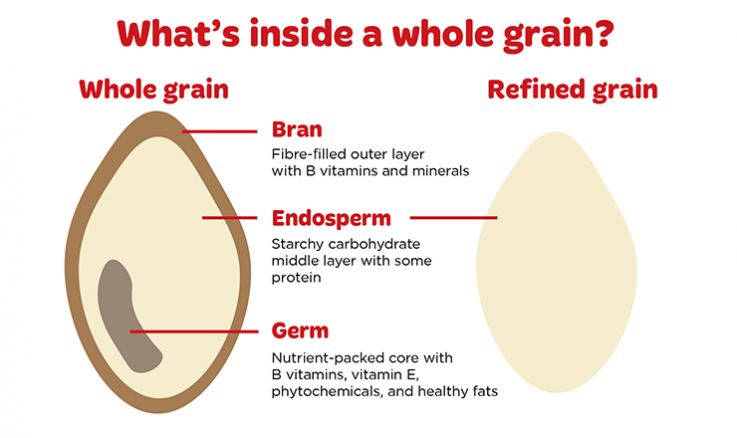 What's inside a whole grain?
Whole grain
Refined grain
Bran
Fibre-filled outer layer
with B vitamins and minerals
Endosperm
Starchy carbohydrate
middle layer with some
protein
Germ
Nutrient-packed core with
B vitamins, vitamin E,
phytochemicals, and healthy fats